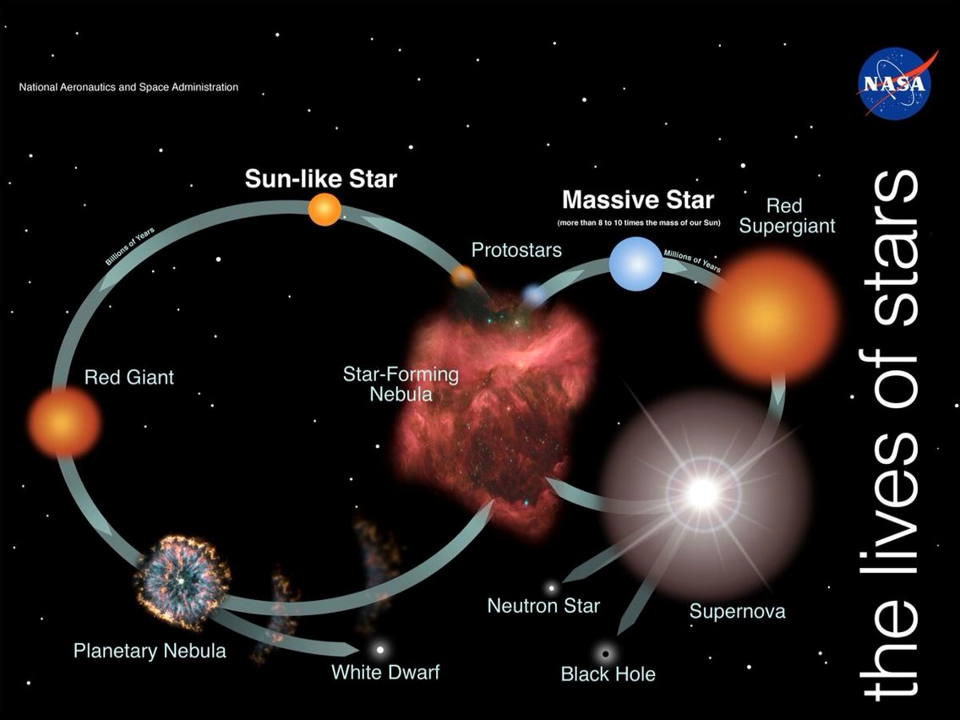 National Aeronautics and Space Administration
NASA
the lives of stars
Sun-like Star
Billions of Years
Protostars
Massive Star
(more than 8 to 10 times the mass of our Sun)
Millions of Years
Red
Supergiant
Red Giant
Star-Forming
Nebula
Planetary Nebula
White Dwarf
Neutron Star
Black Hole
Supernova